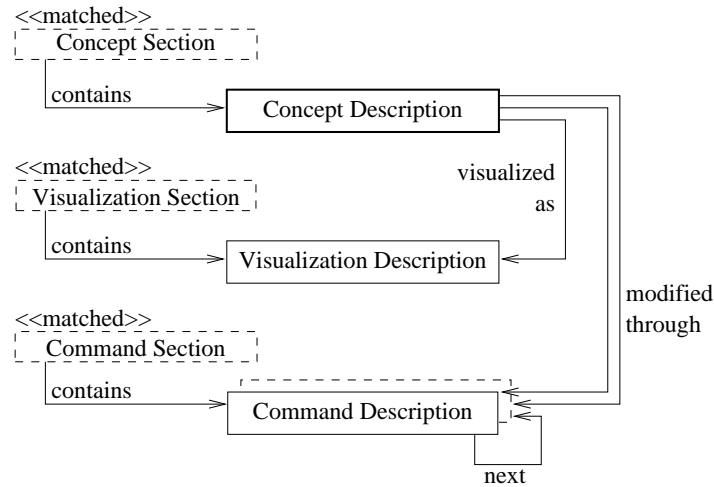 <<matched>>
Concept Section
contains
Concept Description
<<matched>>
Visualization Section
visualized
as
contains
Visualization Description
modified
through
<<matched>>
Command Section
contains
Command Description
next